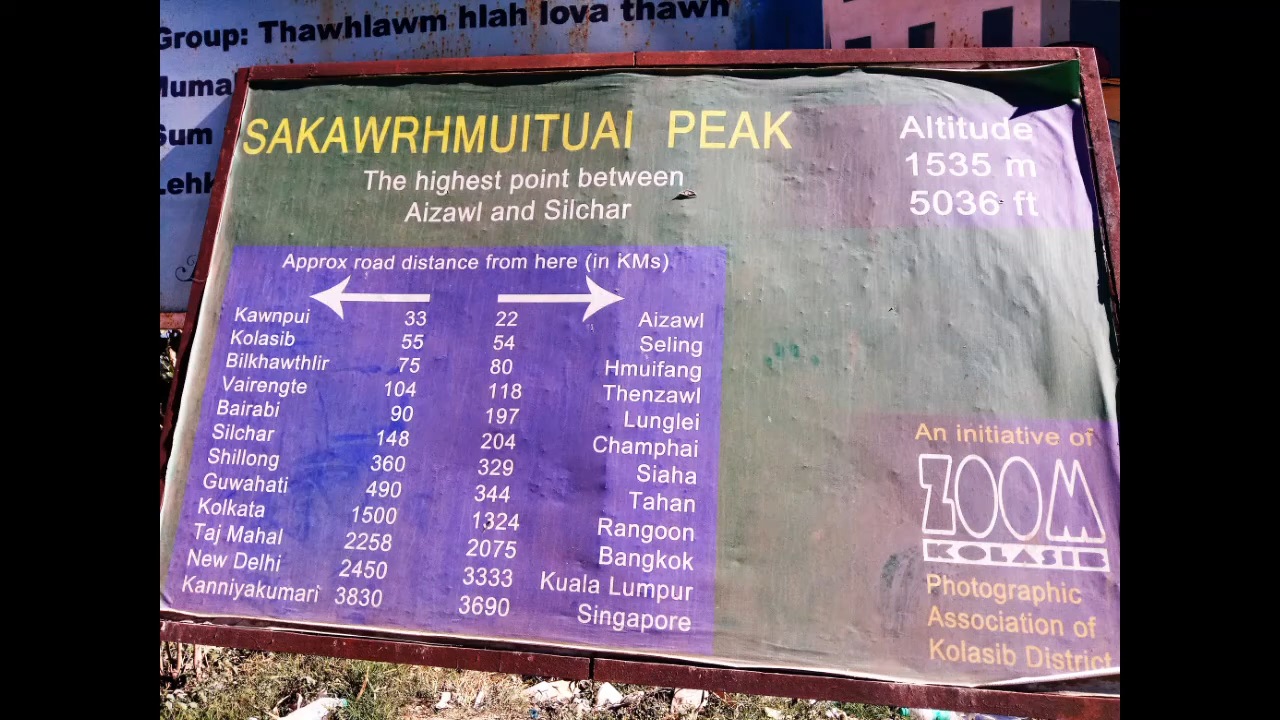 Group: Thawhlawm hlah lova thawh
Sum
SAKAWRHMUITUAI PEAK
The highest point between
Aizawl and Silchar
Altitude
1535 m
5036 ft
Approx road distance from here (in KMs)
Kawnpui 33 22 Aizawl
Kolasib 55 54 Seling
Bilkhawthlir 75 80 Hmuifang
Vairengte 104 118 Thenzawl
Bairabi 90 197 Lunglei
Silchar 148 204 Champhai
Shillong 360 329 Siaha
Guwahati 490 344 Tahan
Kolkata 1500 1324 Rangoon
Taj Mahal 2258 2075 Bangkok
New Delhi 2450 3333 Kuala Lumpur
Kanniyakumari 3830 3690 Singapore
An initiative of
ZOOM
KOLASIB
Photographic
Association of
Kolasib District